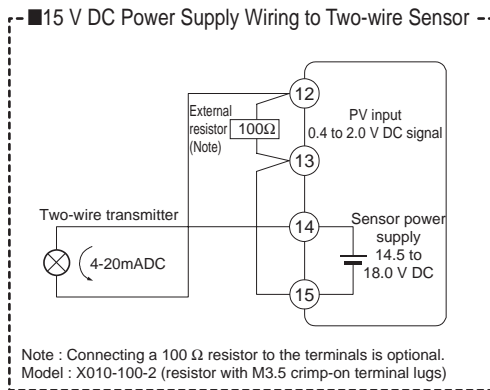 ■15 V DC Power Supply Wiring to Two-wire Sensor
12
External
resistor
(Note)
100Ω
PV input
0.4 to 2.0 V DC signal
13
Two-wire transmitter
14
Sensor power
supply
14.5 to
18.0 V DC
4-20mADC
15
Note : Connecting a 100 Ω resistor to the terminals is optional.
Model : X010-100-2 (resistor with M3.5 crimp-on terminal lugs)